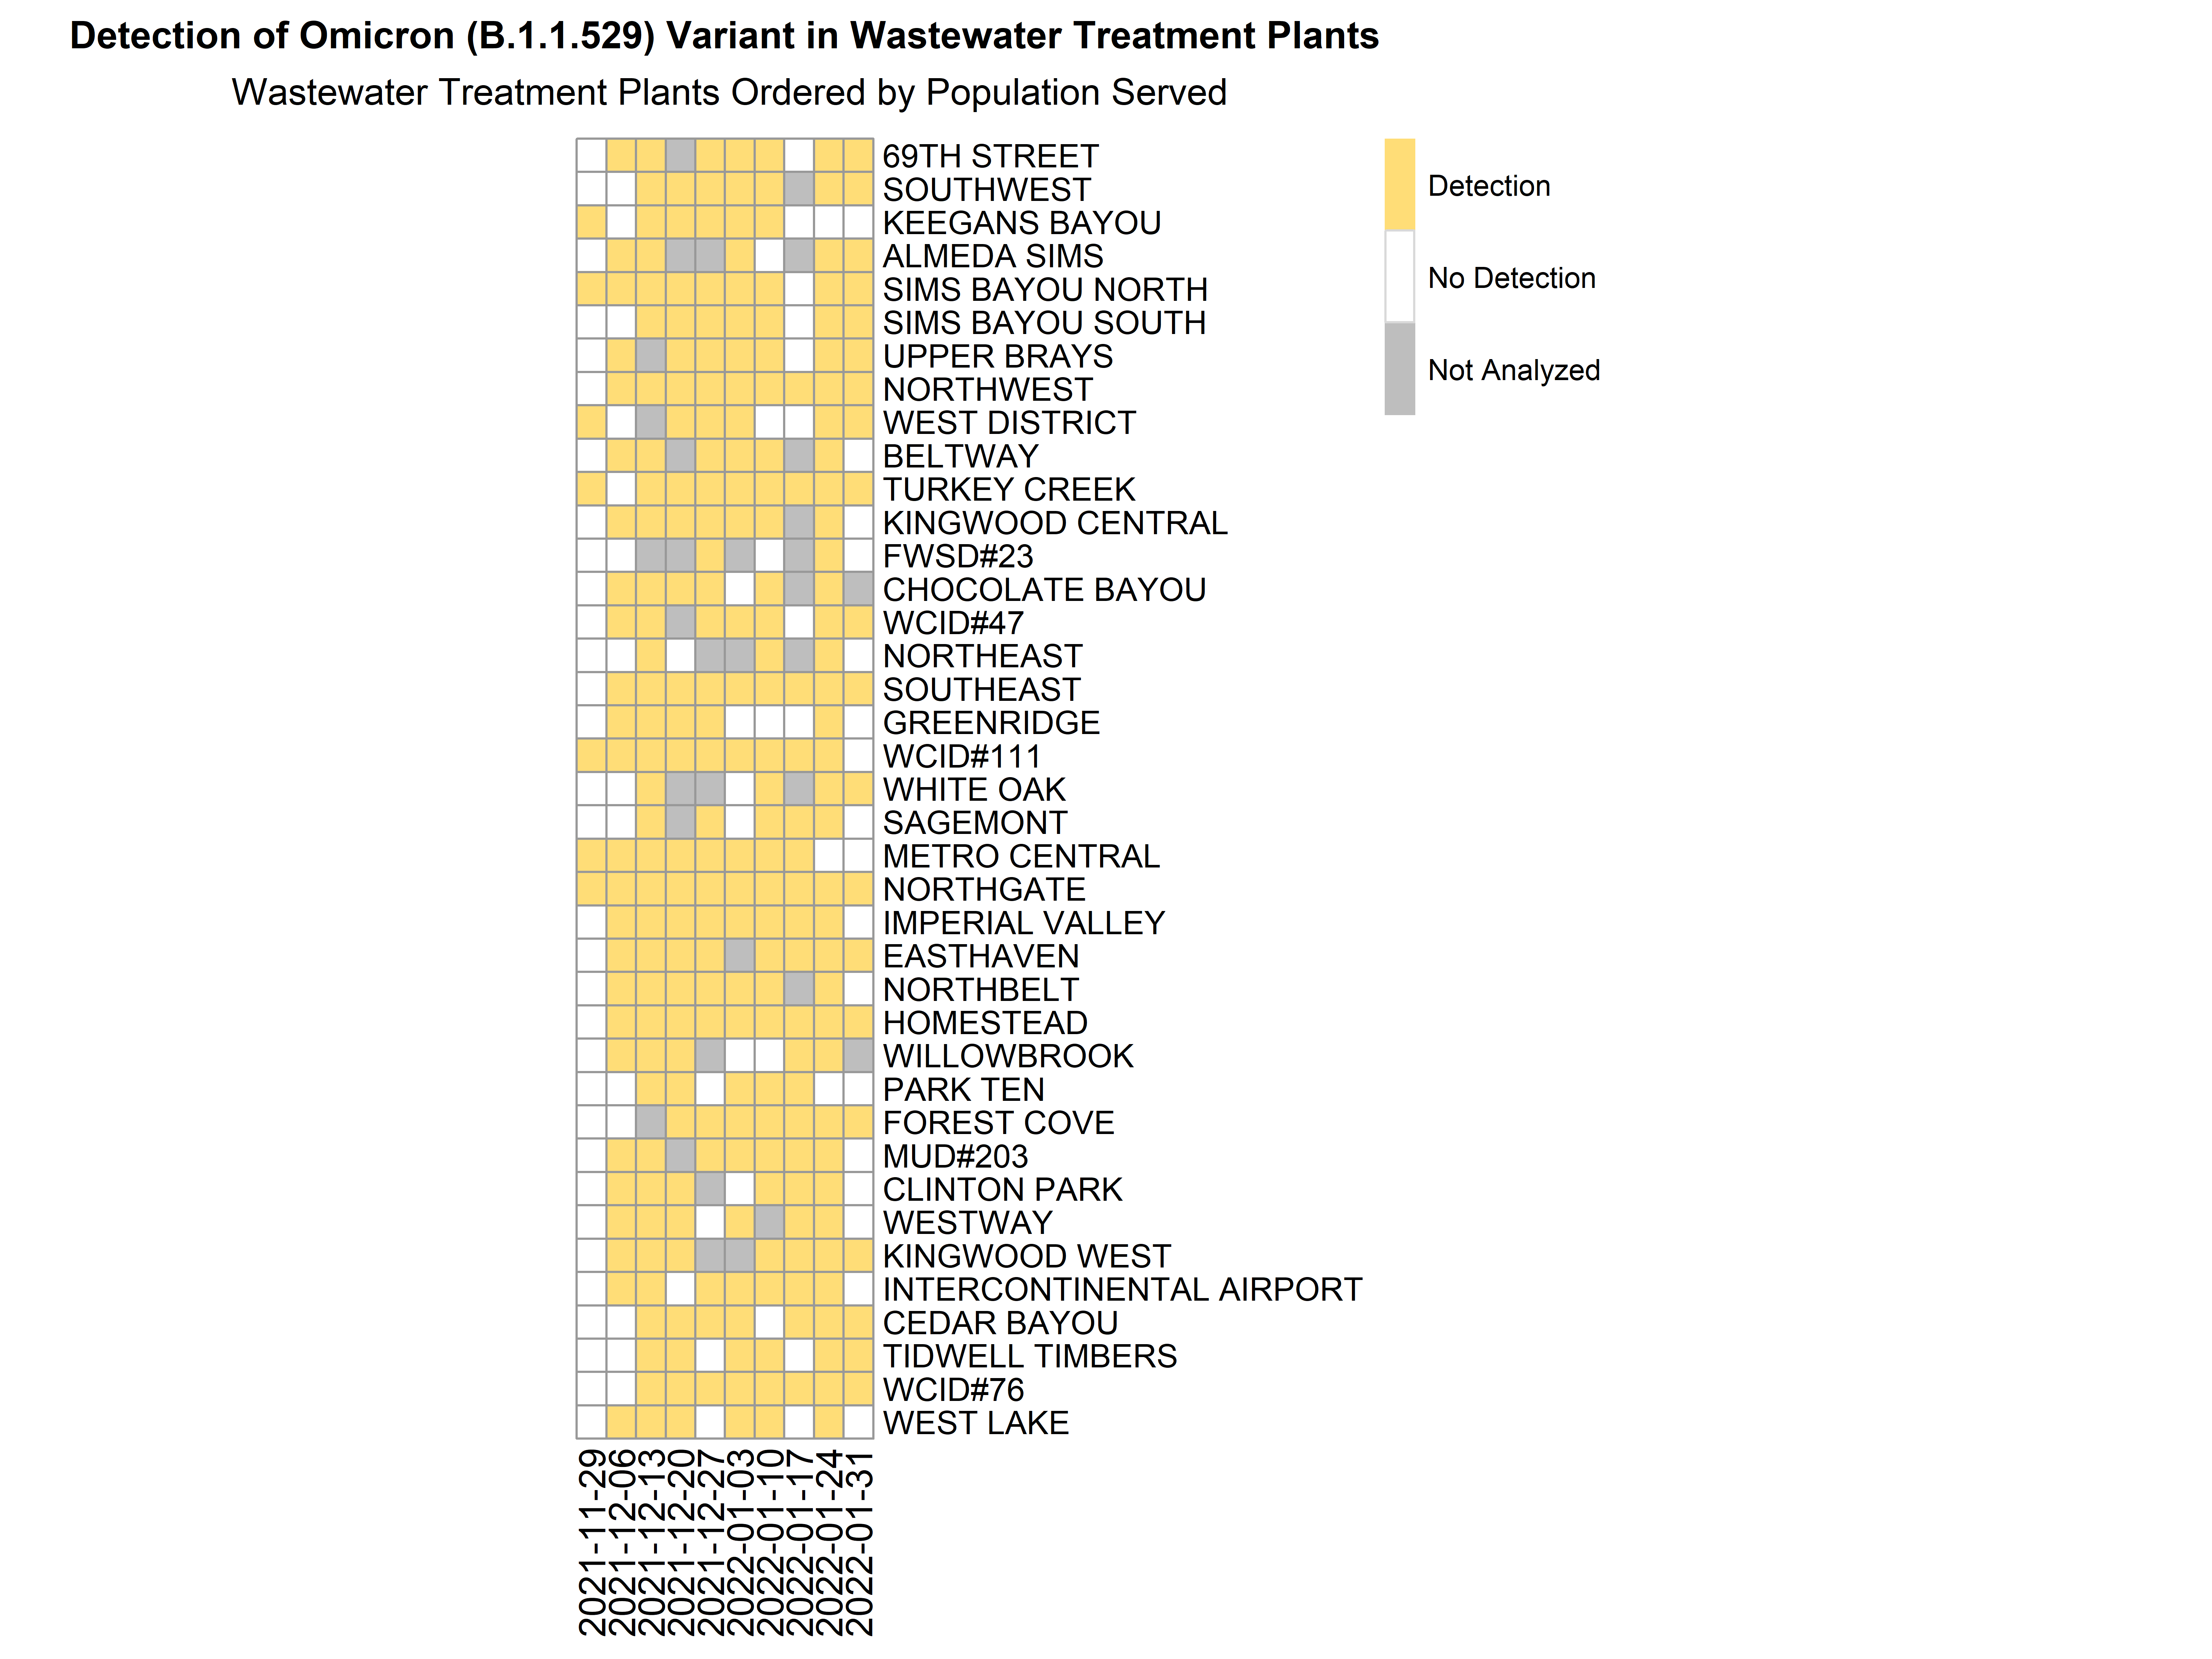 Detection of Omicron (B.1.1.529) Variant in Wastewater Treatment Plants
Wastewater Treatment Plants Ordered by Population Served
69TH STREET
SOUTHWEST
KEEGANS BAYOU
ALMEDA SIMS
SIMS BAYOU NORTH
SIMS BAYOU SOUTH
UPPER BRAYS
NORTHWEST
WEST DISTRICT
BELTWAY
TURKEY CREEK
KINGWOOD CENTRAL
FWSD#23
CHOCOLATE BAYOU
WCID#47
NORTHEAST
SOUTHEAST
GREENRIDGE
WCID#111
WHITE OAK
SAGEMONT
METRO CENTRAL
NORTHGATE
IMPERIAL VALLEY
EASTHAVEN
NORTHBELT
HOMESTEAD
WILLOWBROOK
PARK TEN
FOREST COVE
MUD#203
CLINTON PARK
WESTWAY
KINGWOOD WEST
INTERCONTINENTAL AIRPORT
CEDAR BAYOU
TIDWELL TIMBERS
WCID#76
WEST LAKE
2021-11-29
2021-12-06
2021-12-13
2021-12-20
2021-12-27
2022-01-03
2022-01-10
2022-01-17
2022-01-24
2022-01-31
Detection
No Detection
Not Analyzed